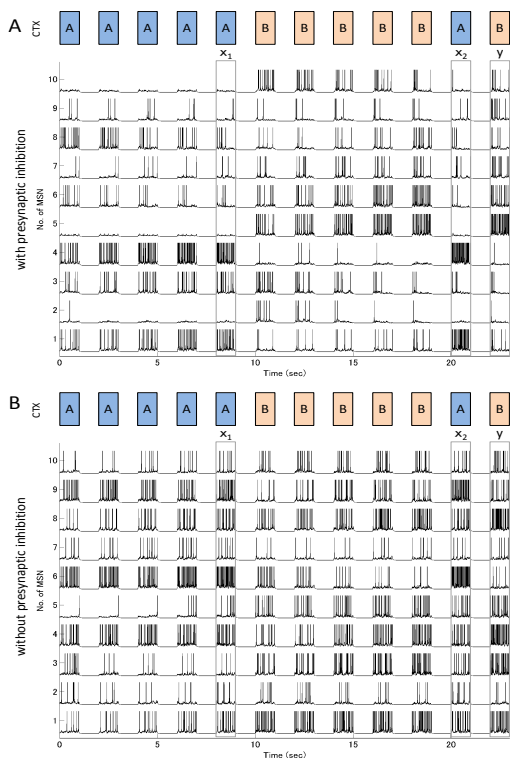 A
CTX
A A A A A B B B B B A B
x1 x2 y
with presynaptic inhibition
No. of MSN
10
9
8
7
6
5
4
3
2
1
0 5 10 15 20
Time (sec)
B
CTX
A A A A A B B B B B A B
x1 x2 y
without presynaptic inhibition
No. of MSN
10
9
8
7
6
5
4
3
2
1
0 5 10 15 20
Time (sec)